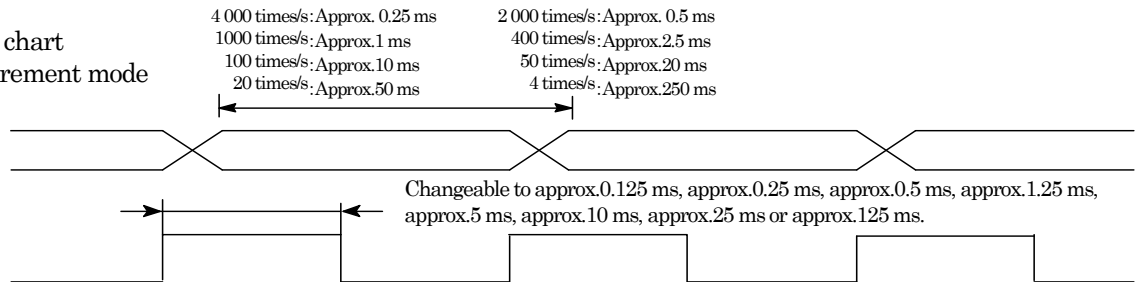 4 000 times/s:Approx. 0.25 ms 2 000 times/s:Approx. 0.5 ms
chart 1000 times/s:Approx.1 ms 400 times/s:Approx.2.5 ms
rement mode 100 times/s:Approx.10 ms 50 times/s:Approx.20 ms
20 times/s:Approx.50 ms 4 times/s:Approx.250 ms
Changeable to approx.0.125 ms, approx.0.25 ms, approx.0.5 ms, approx.1.25 ms,
approx.5 ms, approx.10 ms, approx.25 ms or approx.125 ms.